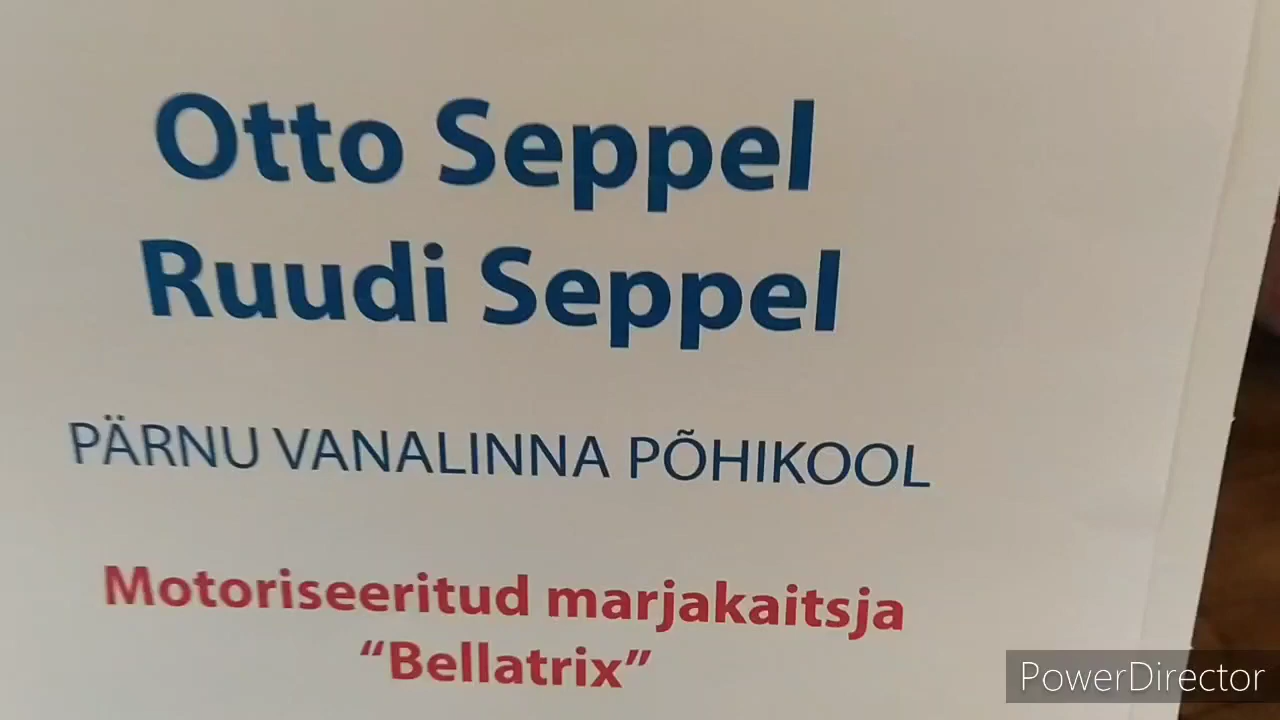 Otto Seppel
Ruudi Seppel
PÄRNU VANALINNA PÕHIKOOL
Motoriseeritud marjakaitsja
“Bellatrix”
PowerDirector